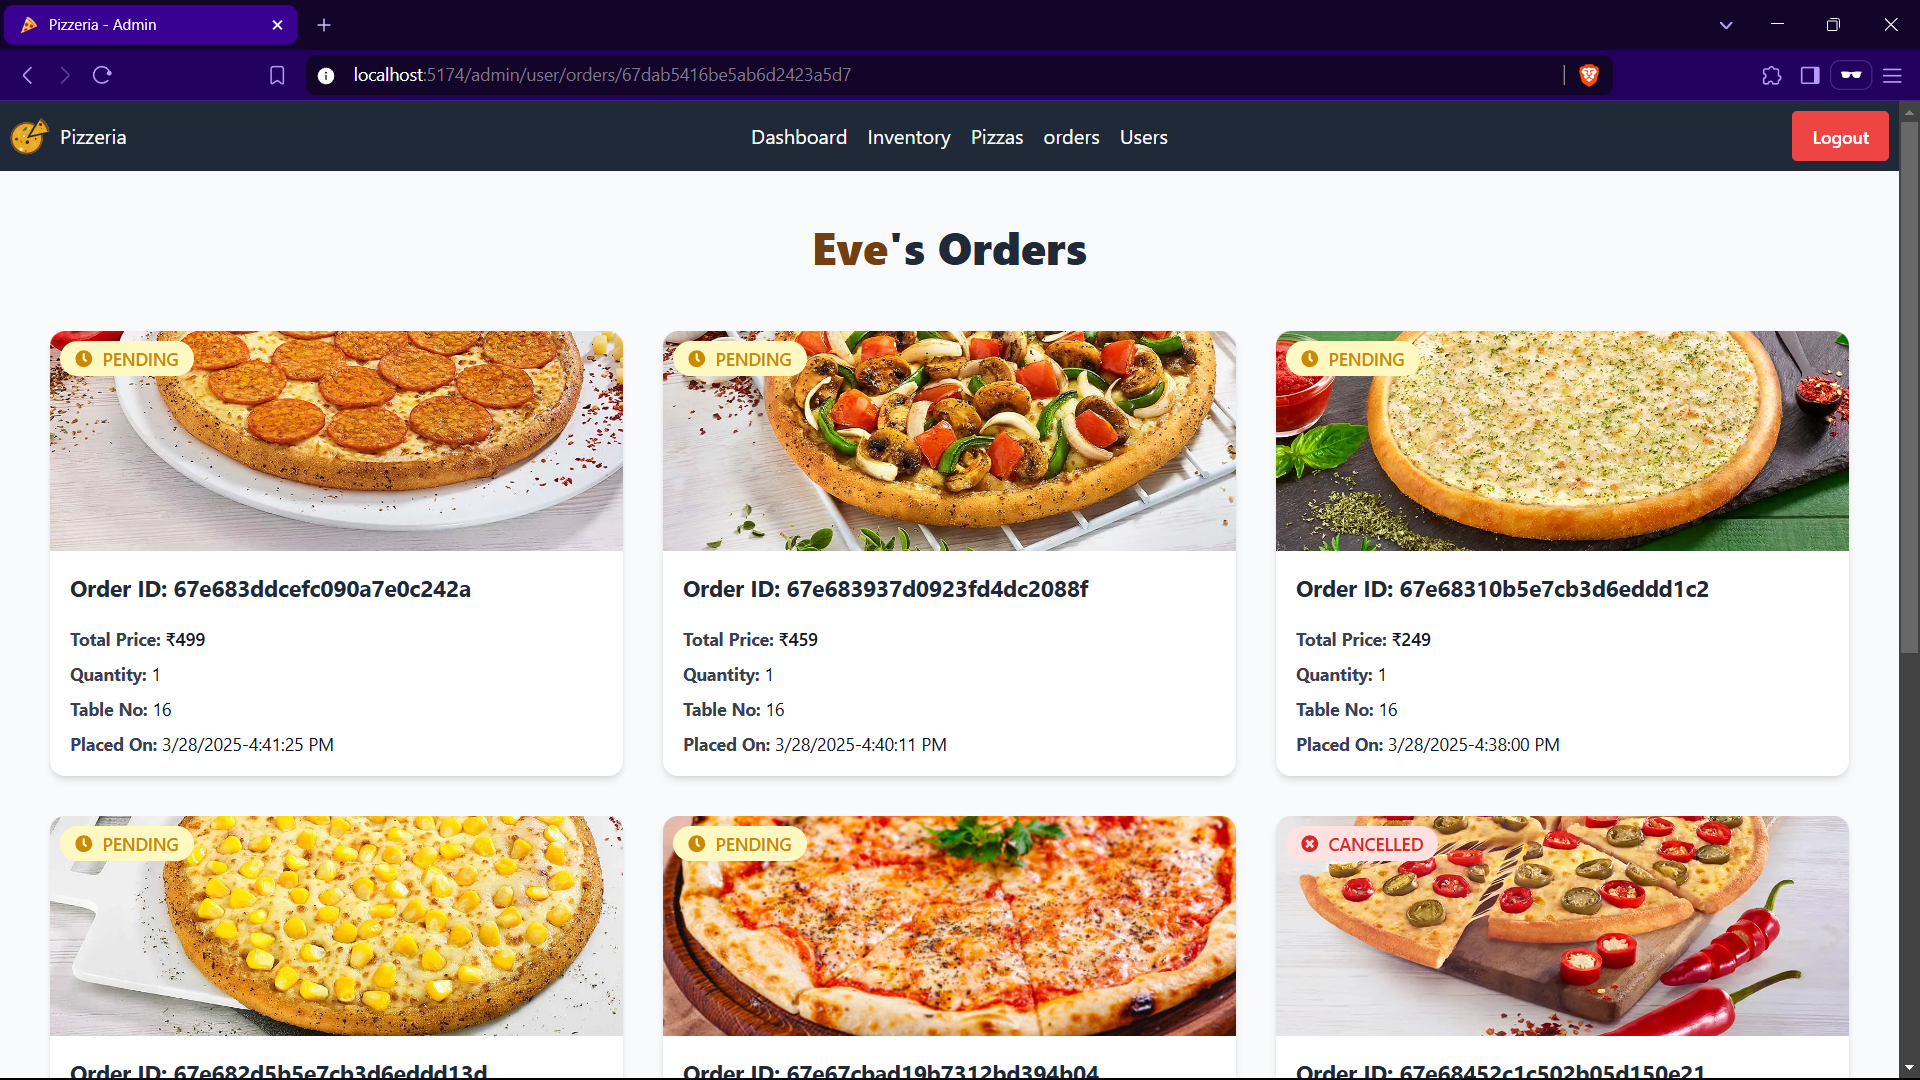 Pizzeria - Admin
localhost:5174/admin/user/orders/67dab5416be5ab6d2423a5d7
Pizzeria
Dashboard Inventory Pizzas orders Users
Logout
Eve's Orders
PENDING
Order ID: 67e683ddcefc090a7e0c242a
Total Price: ₹499
Quantity: 1
Table No: 16
Placed On: 3/28/2025-4:41:25 PM
PENDING
Order ID: 67e683937d0923fd4dc2088f
Total Price: ₹459
Quantity: 1
Table No: 16
Placed On: 3/28/2025-4:40:11 PM
PENDING
Order ID: 67e68310b5e7cb3d6eddd1c2
Total Price: ₹249
Quantity: 1
Table No: 16
Placed On: 3/28/2025-4:38:00 PM
PENDING
Order ID: 67e682d5b5e7cb3d6eddd13d
PENDING
Order ID: 67e67cbad19b7312bd394b04
CANCELLED
Order ID: 67e68452c1c502b05d150e21